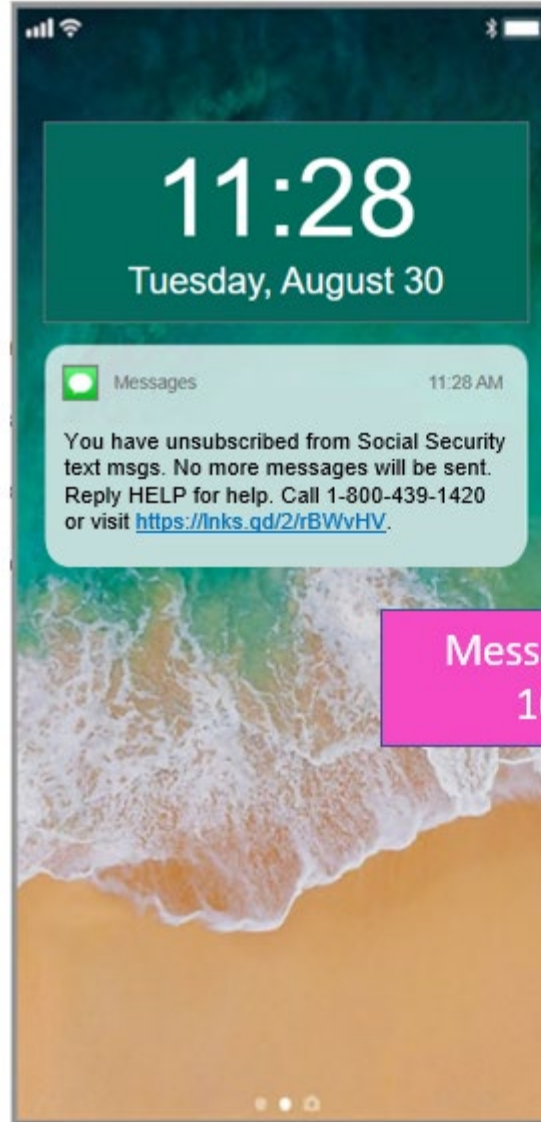 11:28
Tuesday, August 30
Messages 11:28 AM
You have unsubscribed from Social Security
text msgs. No more messages will be sent.
Reply HELP for help. Call 1-800-439-1420
or visit https://lnks.gd/2/rBWvHV.
Mess
1